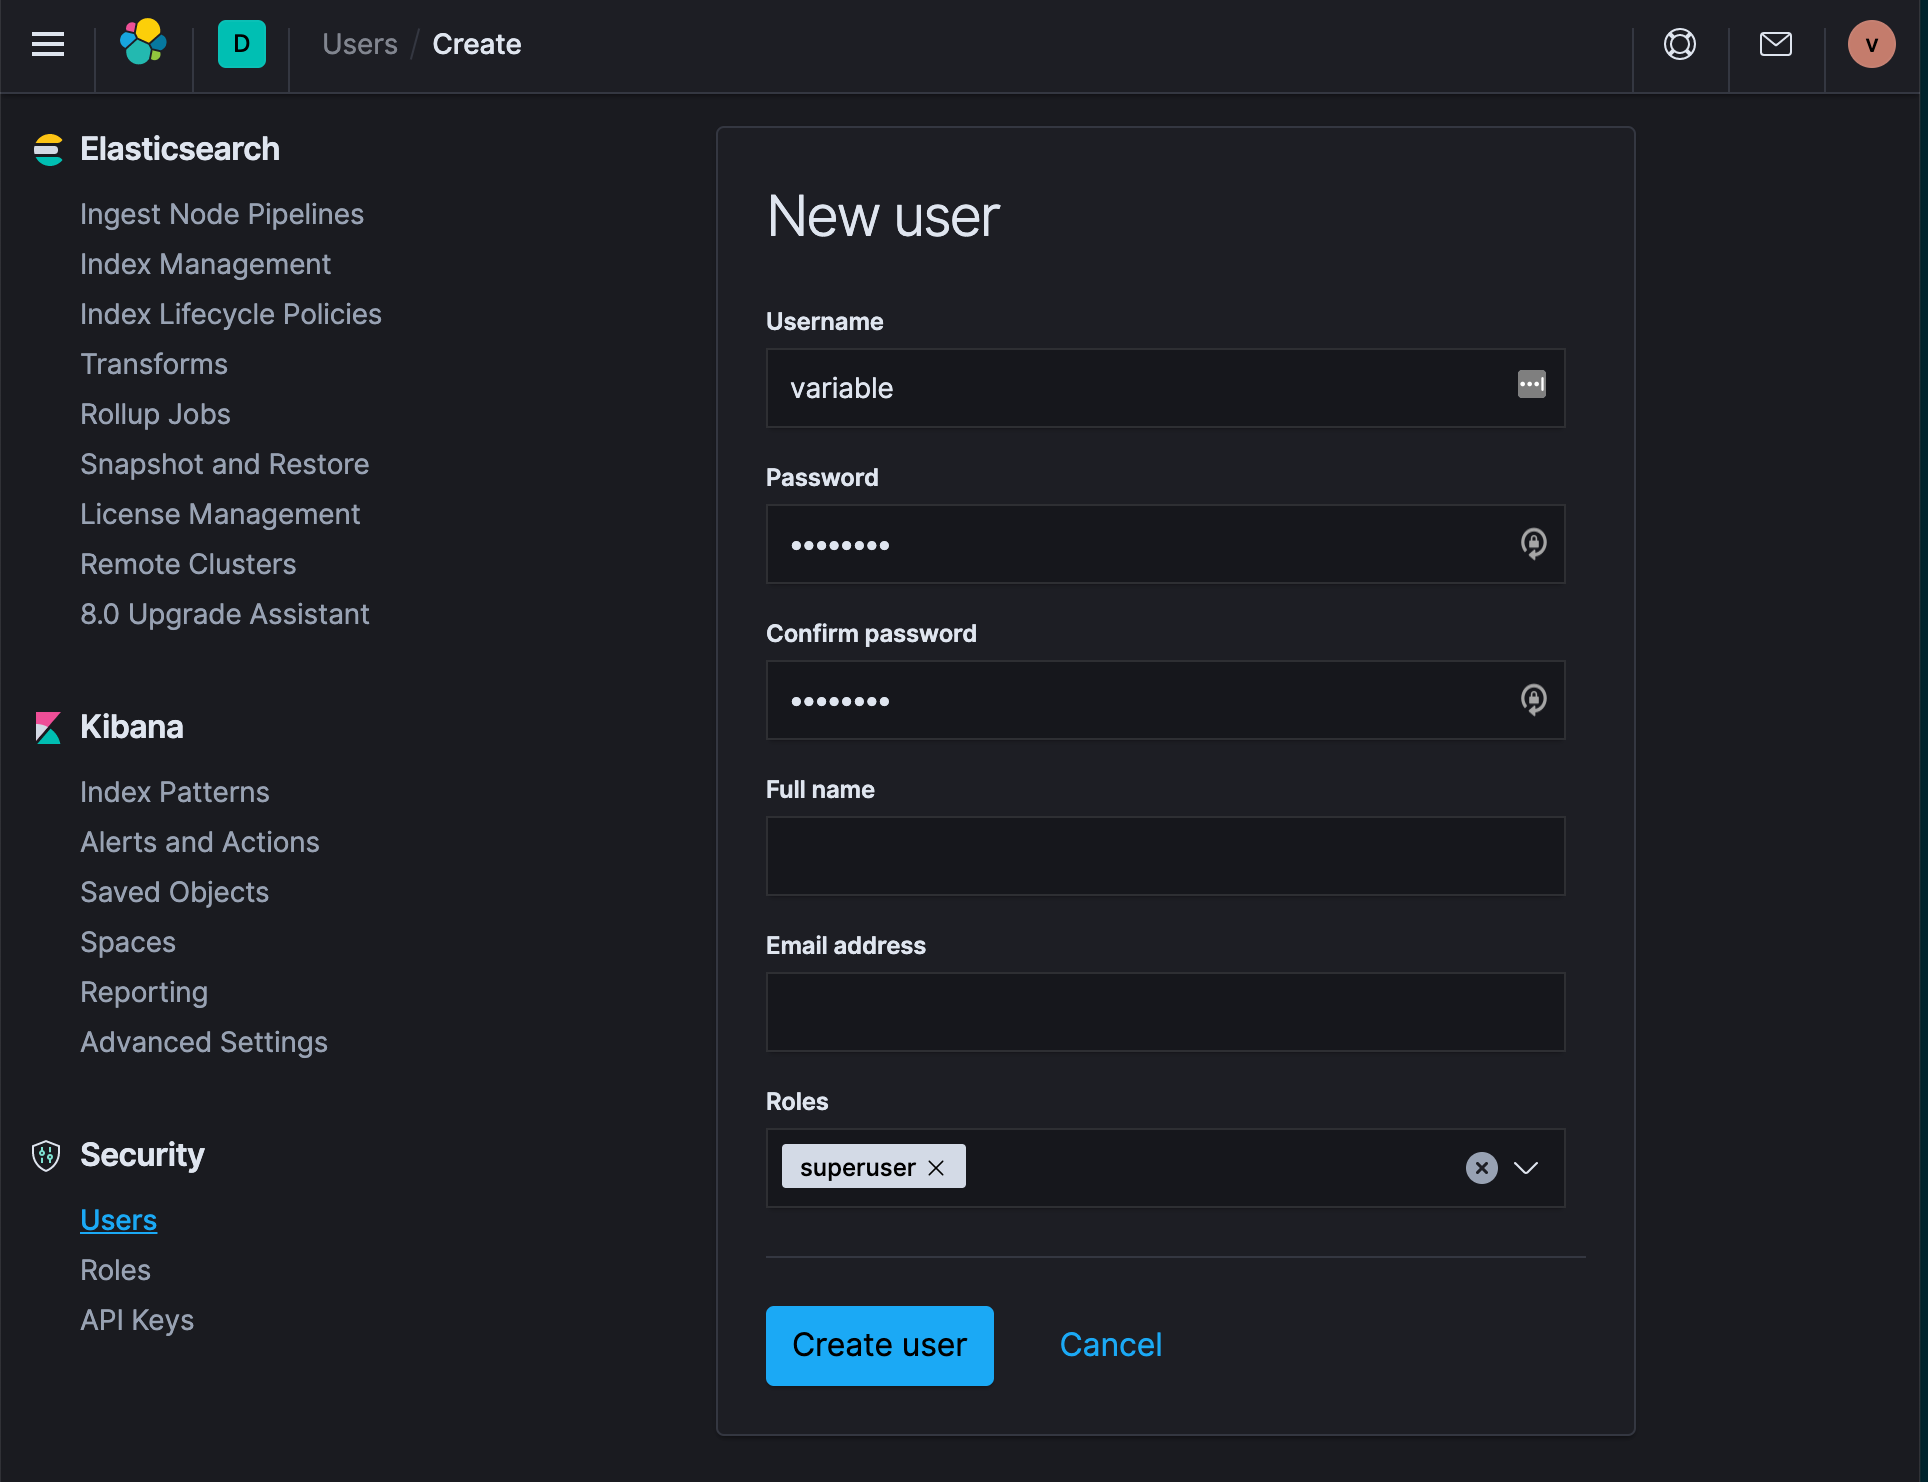 D
Users / Create
v
Elasticsearch
Ingest Node Pipelines
Index Management
Index Lifecycle Policies
Transforms
Rollup Jobs
Snapshot and Restore
License Management
Remote Clusters
8.0 Upgrade Assistant
Kibana
Index Patterns
Alerts and Actions
Saved Objects
Spaces
Reporting
Advanced Settings
Security
Users
Roles
API Keys
New user
Username
variable
Password
••••••••
Confirm password
••••••••
Full name
Email address
Roles
superuser
Create user
Cancel